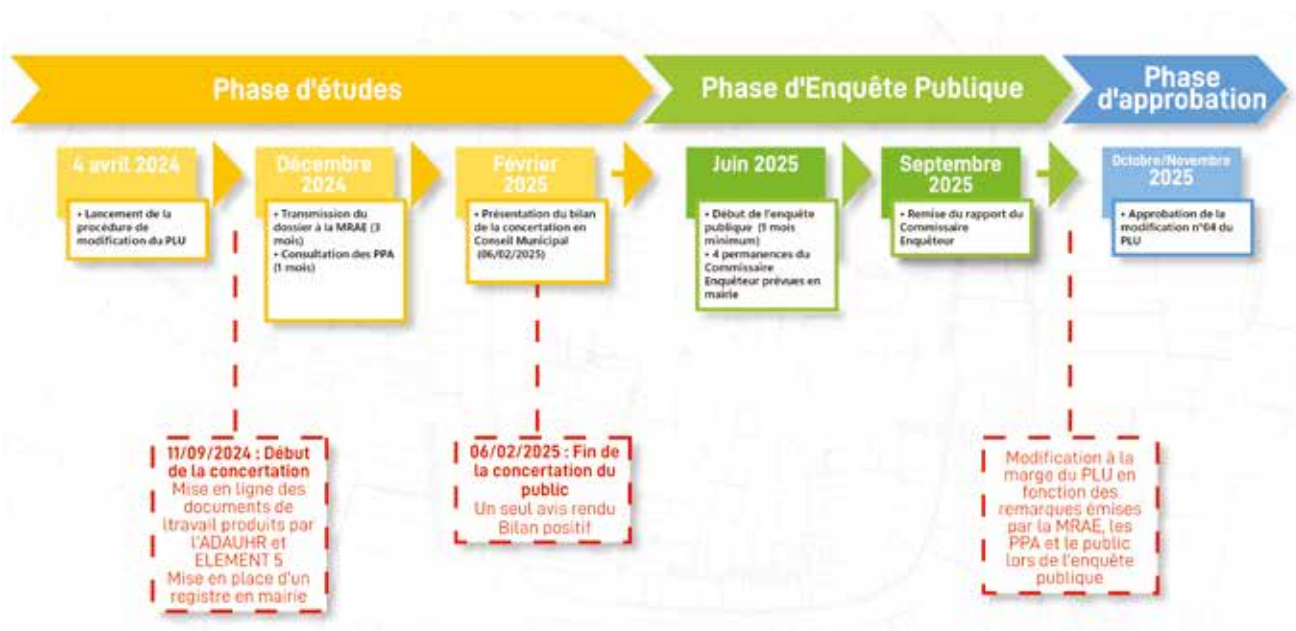 Phase d'études
Phase d'Enquête Publique
Phase
d'approbation
4 avril 2024
• Lancement de la
procédure de
modification du PLU
Décembre
2024
• Transmission du
dossier à la MRAE (3
mois)
• Consultation des PPA
(1 mois)
Février
2025
• Présentation du bilan
de la concertation en
Conseil Municipal
(06/02/2025)
Juin 2025
• Début de l'enquête
publique (1 mois
minimum)
• 4 permanences du
Commissaire
Enquêteur prévues en
mairie
Septembre
2025
• Remise du rapport du
Commissaire
Enquêteur
Octobre/Novembre
2025
• Approbation de la
modification n°04 du
PLU
11/09/2024 : Début
de la concertation
Mise en ligne des
documents de
ltravail produits par
l'ADAUHR et
ELEMENT 5
Mise en place d'un
registre en mairie
06/02/2025 : Fin de
la concertation du
public
Un seul avis rendu
Bilan positif
Modification à la
marge du PLU en
fonction des
remarques émises
par la MRAE, les
PPA et le public
lors de l'enquête
publique